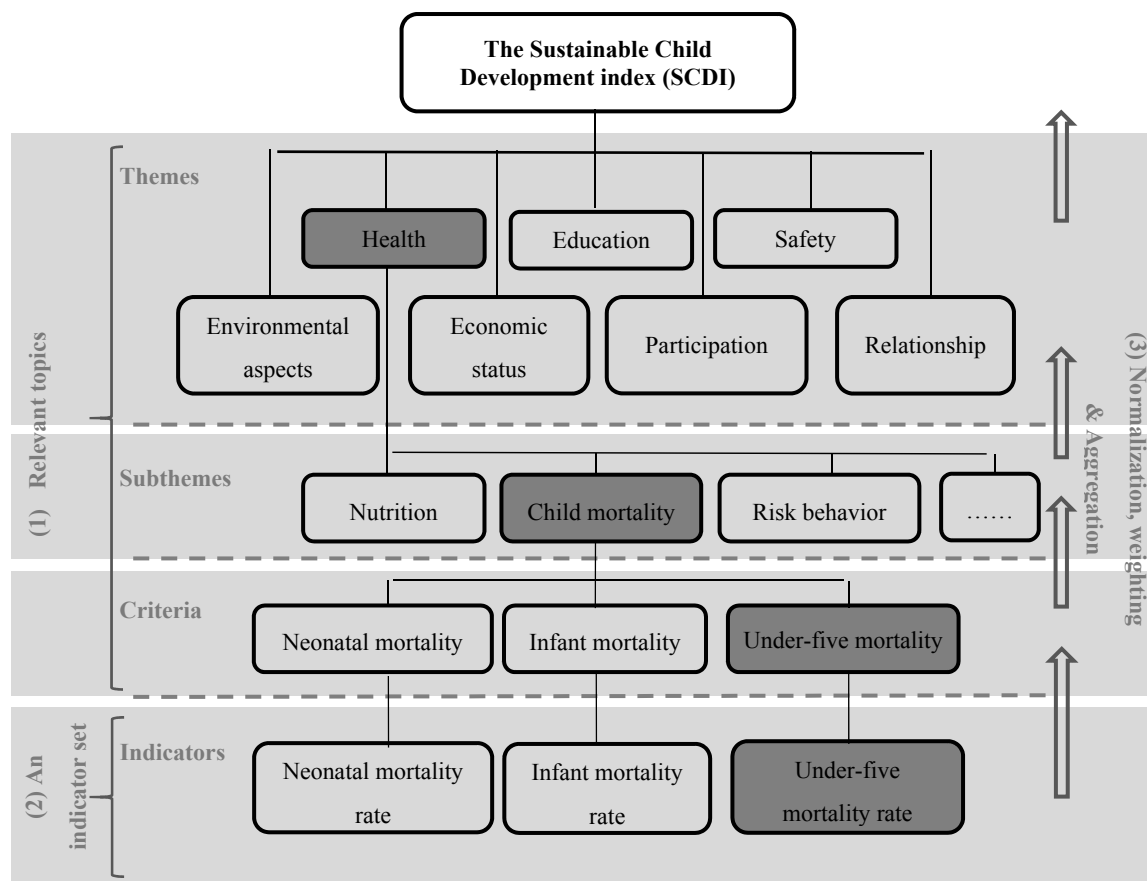 The Sustainable Child
Development index (SCDI)
Themes
Health
Education
Safety
Environmental
aspects
Economic
status
Participation
Relationship
(1) Relevant topics
Subthemes
Nutrition
Child mortality
Risk behavior
……
(3) Normalization, weighting
& Aggregation
Criteria
Neonatal mortality
Infant mortality
Under-five mortality
(2) An
indicator set
Indicators
Neonatal mortality
rate
Infant mortality
rate
Under-five
mortality rate